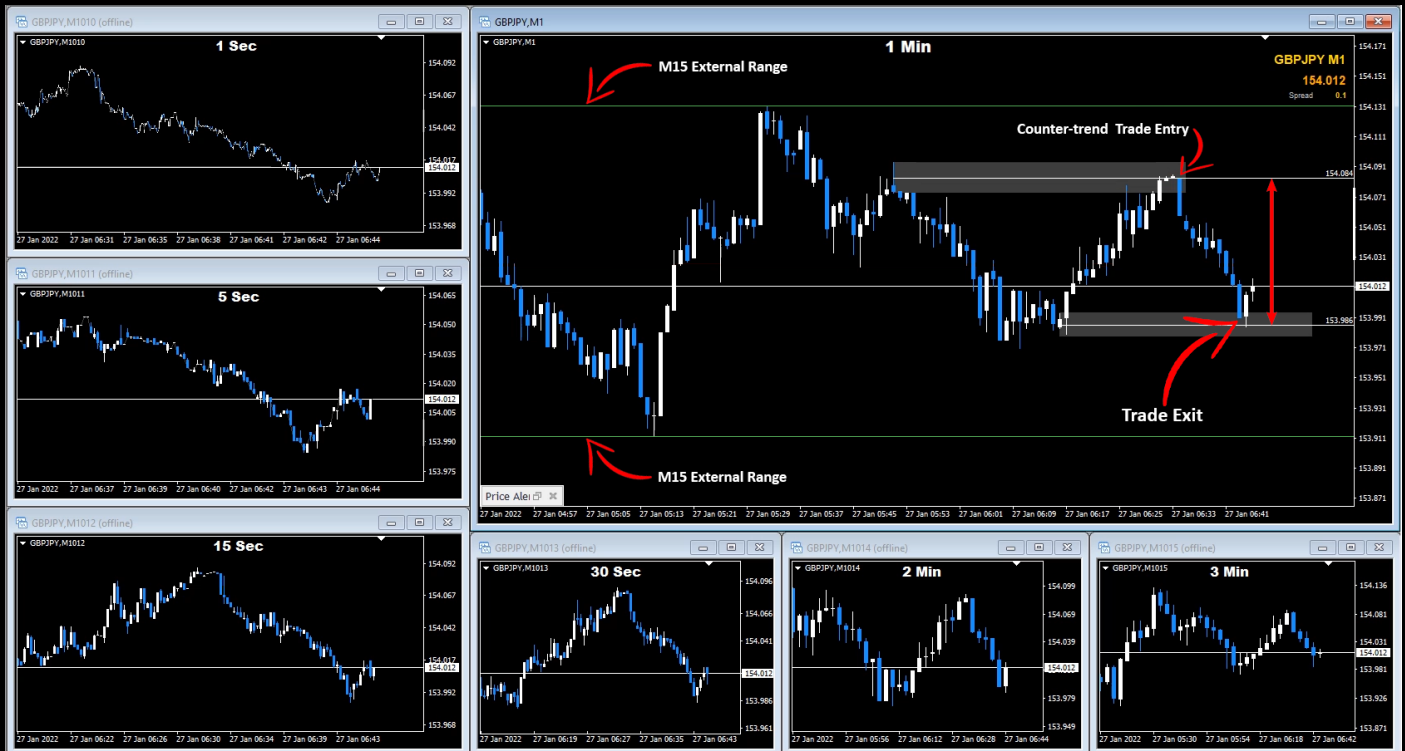 GBPJPY,M1010 (offline)
GBPJPY,M1010
1 Sec
154.092
154.067
154.042
154.017
154.012
153.992
153.968
27 Jan 2022 27 Jan 06:31 27 Jan 06:35 27 Jan 06:38 27 Jan 06:41 27 Jan 06:42 27 Jan 06:44
GBPJPY,M1011 (offline)
GBPJPY,M1011
5 Sec
154.065
154.050
154.035
154.020
154.012
154.005
153.990
153.975
27 Jan 2022 27 Jan 06:37 27 Jan 06:39 27 Jan 06:40 27 Jan 06:42 27 Jan 06:43 27 Jan 06:44
GBPJPY,M1012 (offline)
GBPJPY,M1012
15 Sec
154.092
154.067
154.042
154.017
154.012
153.992
153.968
27 Jan 2022 27 Jan 06:22 27 Jan 06:26 27 Jan 06:30 27 Jan 06:34 27 Jan 06:39 27 Jan 06:43
GBPJPY,M1
GBPJPY,M1
1 Min
GBPJPY M1
154.012
Spread 0.1
M15 External Range
Counter-trend Trade Entry
154.084
153.986
Trade Exit
M15 External Range
Price Ale
154.171
154.151
154.131
154.111
154.091
154.071
154.051
154.031
154.012
153.991
153.971
153.951
153.931
153.911
153.891
153.871
27 Jan 2022 27 Jan 04:57 27 Jan 05:05 27 Jan 05:13 27 Jan 05:21 27 Jan 05:29 27 Jan 05:37 27 Jan 05:45 27 Jan 05:53 27 Jan 06:01 27 Jan 06:09 27 Jan 06:17 27 Jan 06:25 27 Jan 06:33 27 Jan 06:41
GBPJPY,M1013 (offline)
GBPJPY,M1013
30 Sec
154.096
154.066
154.041
154.012
153.986
153.961
27 Jan 2022 27 Jan 06:19 27 Jan 06:27 27 Jan 06:35 27 Jan 06:43
GBPJPY,M1014 (offline)
GBPJPY,M1014
2 Min
154.099
154.069
154.039
154.012
153.979
153.949
27 Jan 2022 27 Jan 05:56 27 Jan 06:12 27 Jan 06:28 27 Jan 06:44
GBPJPY,M1015 (offline)
GBPJPY,M1015
3 Min
154.136
154.081
154.031
154.012
153.981
153.926
153.871
27 Jan 2022 27 Jan 05:30 27 Jan 05:54 27 Jan 06:18 27 Jan 06:42